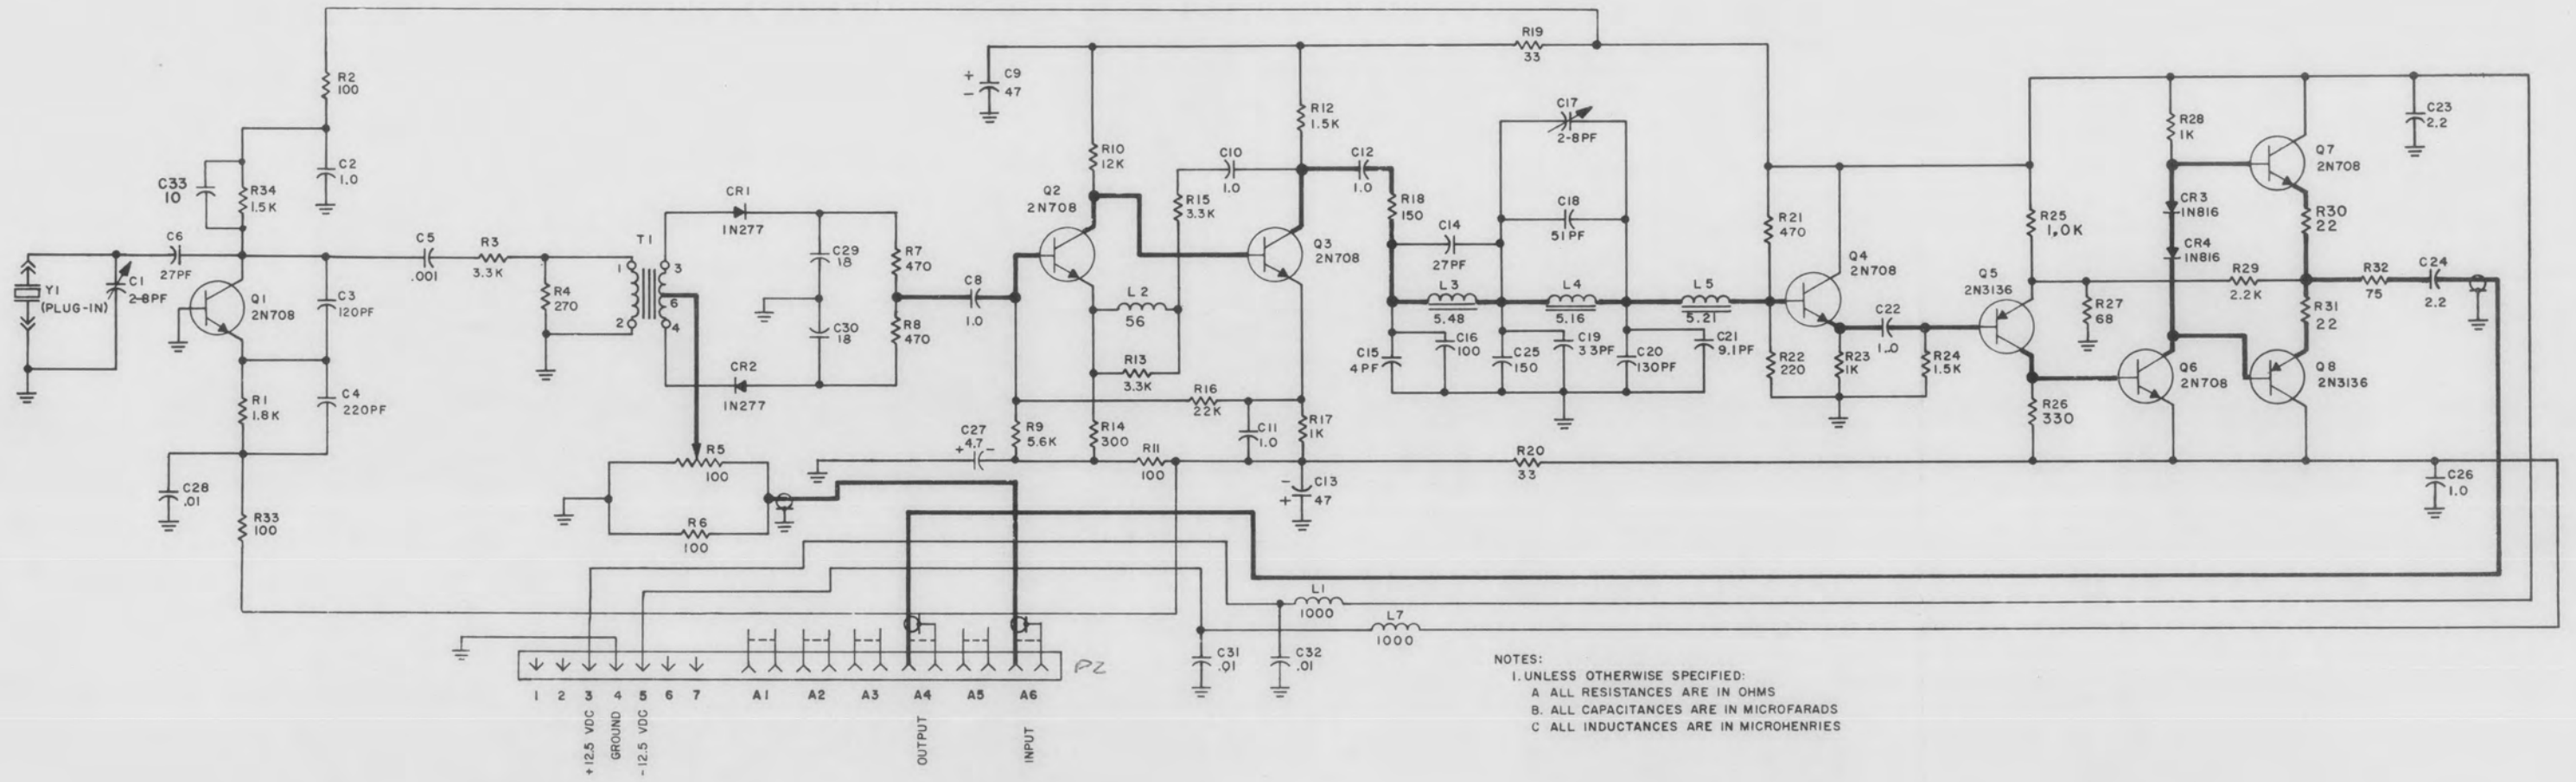 R2
100
C33
10
R34
1.5K
C2
1.0
C6
27PF
C1
2-8PF
Y1
(PLUG-IN)
Q1
2N708
C3
120PF
R1
1.8K
C4
220PF
C28
.01
R33
100
C5
.001
R3
3.3K
R4
270
T1
1
2
3
6
4
CR1
1N277
CR2
1N277
C29
18
C30
18
R7
470
R8
470
R5
100
R6
100
C9
+
-
47
R10
12K
Q2
2N708
C8
1.0
R9
5.6K
C27
4.7
+
-
R14
300
R11
100
L2
56
R13
3.3K
R15
3.3K
C10
1.0
R12
1.5K
Q3
2N708
R16
22K
C11
1.0
R17
1K
C13
-
+
47
R19
33
C12
1.0
R18
150
C14
27PF
C17
2-8PF
C18
51PF
L3
5.48
L4
5.16
L5
5.21
C15
4PF
C16
100
C25
150
C19
33PF
C20
130PF
C21
9.1PF
R20
33
R21
470
R22
220
Q4
2N708
R23
1K
C22
1.0
R24
1.5K
Q5
2N3136
R25
1,0K
R26
330
R27
68
R28
1K
CR3
1N816
CR4
1N816
R29
2.2K
Q6
2N708
Q7
2N708
R30
22
R31
22
Q8
2N3136
R32
75
C24
2.2
C23
2.2
C26
1.0
L1
1000
L7
1000
C31
.01
C32
.01
P2
1 2 3 4 5 6 7 A1 A2 A3 A4 A5 A6
+12.5 VDC
GROUND
-12.5 VDC
OUTPUT
INPUT
NOTES:
1. UNLESS OTHERWISE SPECIFIED:
A ALL RESISTANCES ARE IN OHMS
B. ALL CAPACITANCES ARE IN MICROFARADS
C ALL INDUCTANCES ARE IN MICROHENRIES